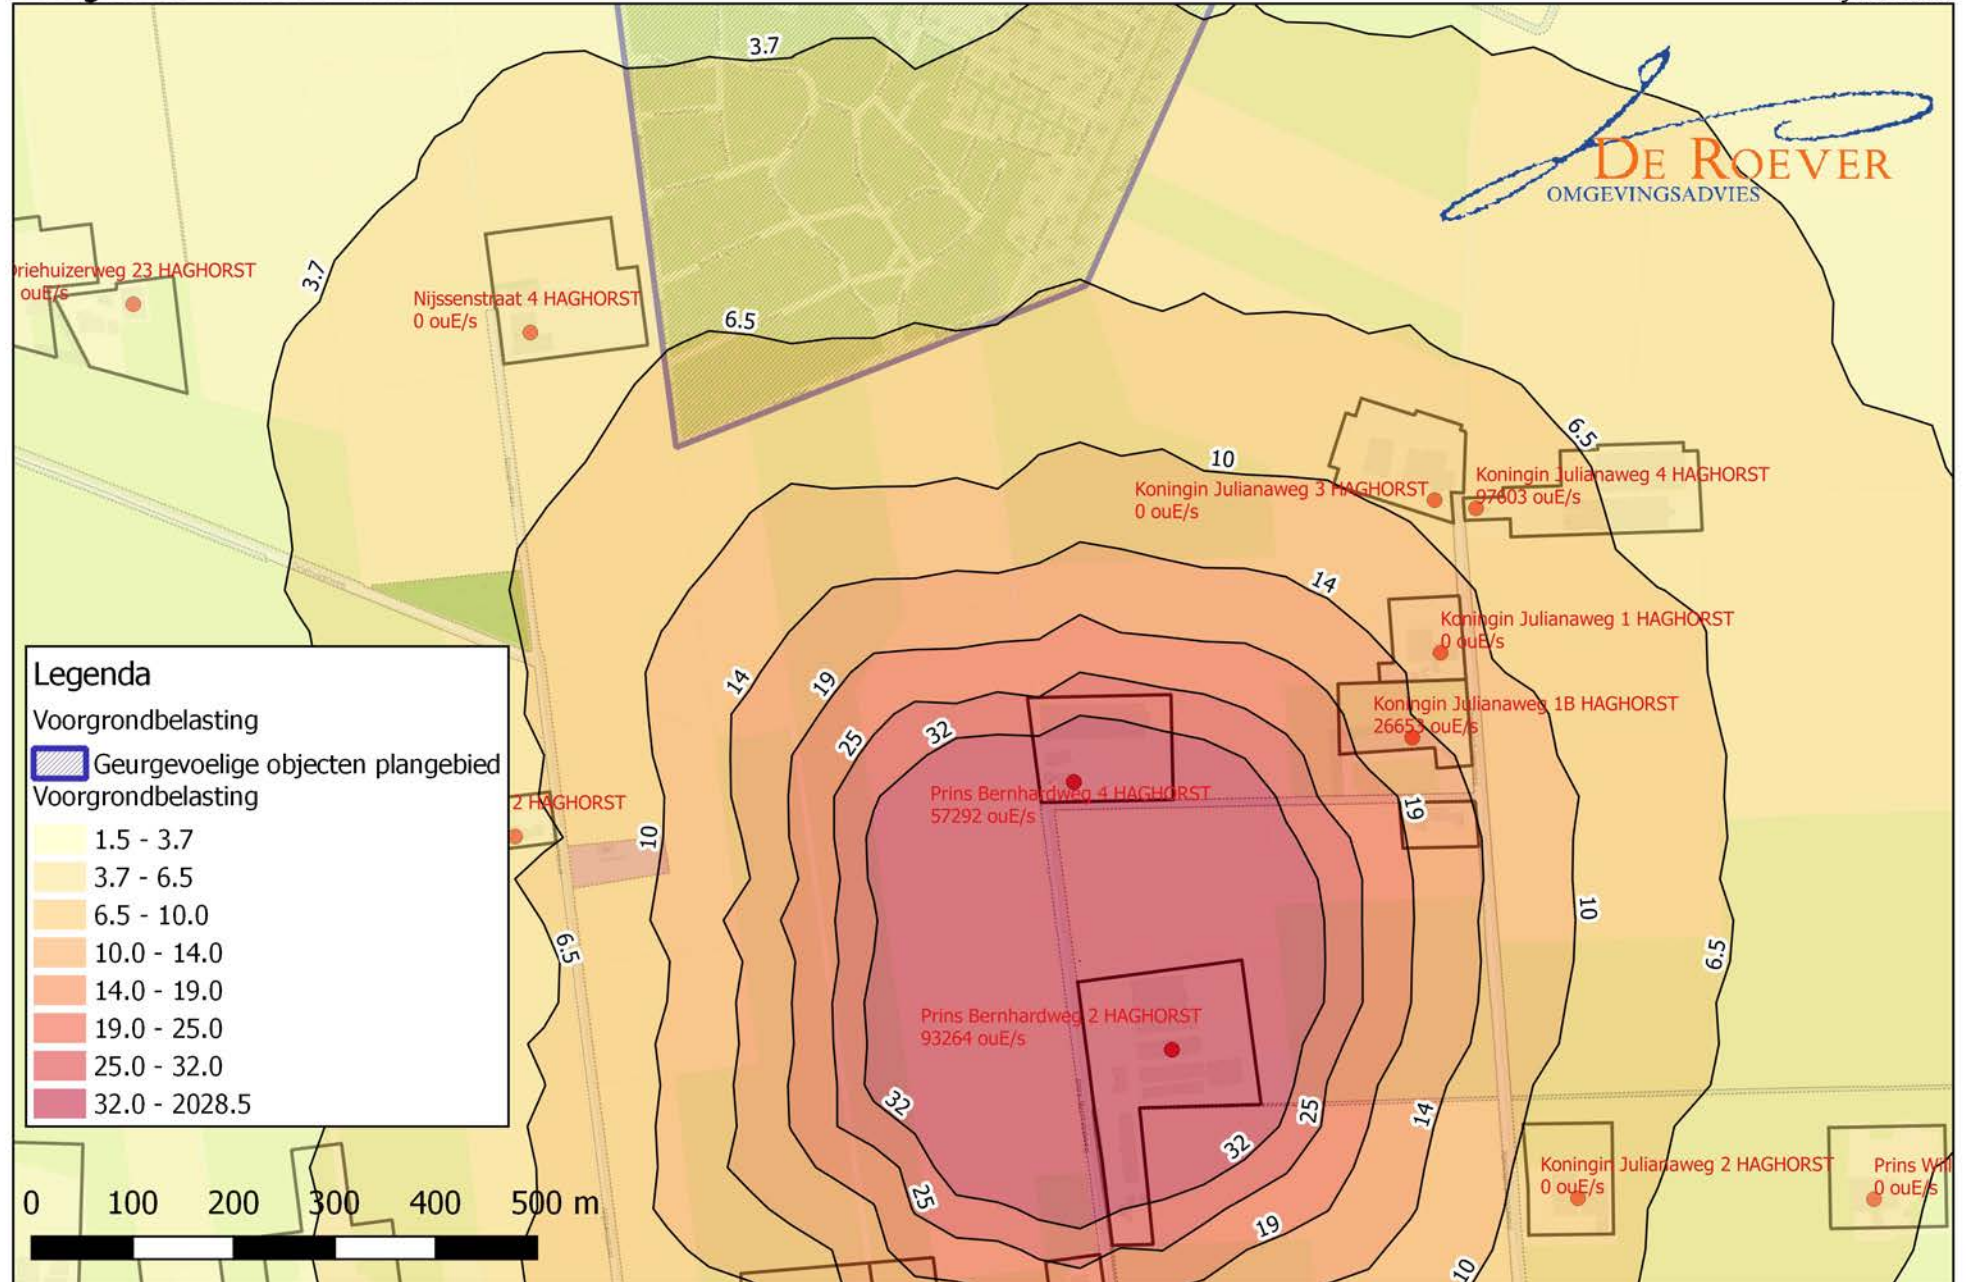 3.7
DE ROEVER
OMGEVINGSADVIES
riehuizerweg 23 HAGHORST
ouE/s
3.7
Nijssenstraat 4 HAGHORST
0 ouE/s
6.5
6.5
10
Koningin Julianaweg 3 HAGHORST
0 ouE/s
Koningin Julianaweg 4 HAGHORST
97603 ouE/s
14
Koningin Julianaweg 1 HAGHORST
0 ouE/s
14
19
Koningin Julianaweg 1B HAGHORST
26653 ouE/s
25
32
Prins Bernhardweg 4 HAGHORST
57292 ouE/s
19
2 HAGHORST
10
10
6.5
6.5
Prins Bernhardweg 2 HAGHORST
93264 ouE/s
32
25
14
32
Koningin Julianaweg 2 HAGHORST
0 ouE/s
Prins Wil
0 ouE/s
25
19
10
Legenda
Voorgrondbelasting
Geurgevoelige objecten plangebied
Voorgrondbelasting
1.5 - 3.7
3.7 - 6.5
6.5 - 10.0
10.0 - 14.0
14.0 - 19.0
19.0 - 25.0
25.0 - 32.0
32.0 - 2028.5
0 100 200 300 400 500 m